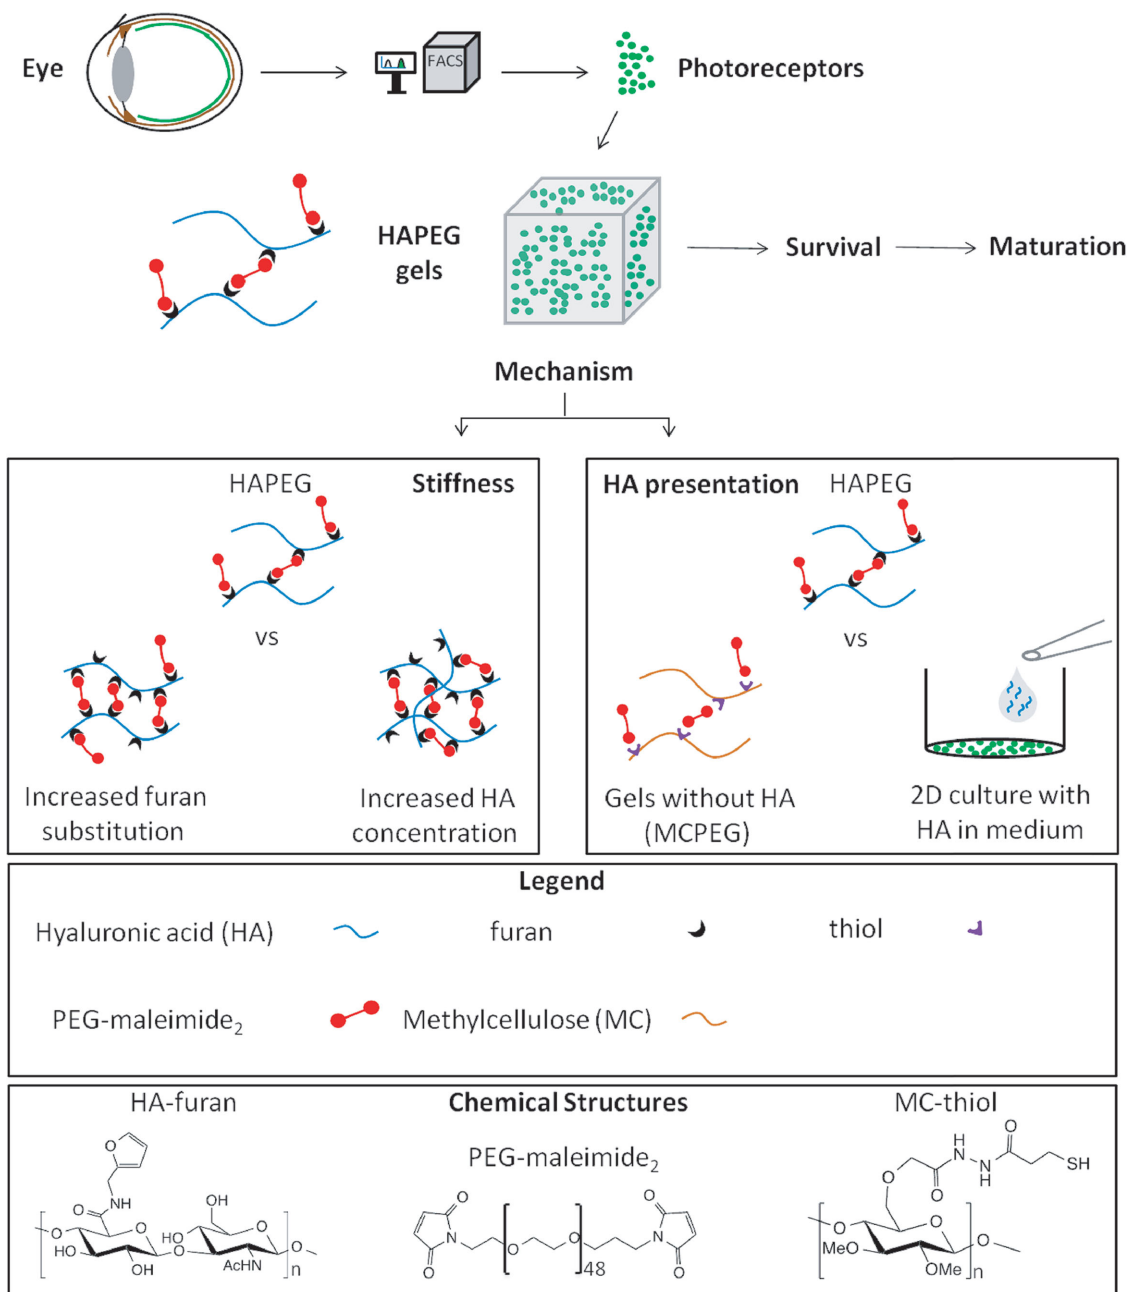 Eye
FACS
Photoreceptors
HAPEG
gels
Survival
Maturation
Mechanism
HAPEG
Stiffness
vs
Increased furan
substitution
Increased HA
concentration
HA presentation
HAPEG
vs
Gels without HA
(MCPEG)
2D culture with
HA in medium
Legend
Hyaluronic acid (HA)
furan
thiol
PEG-maleimide₂
Methylcellulose (MC)
HA-furan
Chemical Structures
MC-thiol
PEG-maleimide₂
O
O
NH
O
O
HO
OH
O
OH
HO
O
AcHN
O
n
O
N
O
O
O
48
O
N
O
O
O
H
N
N
H
O
SH
O
O
MeO
OMe
O
n